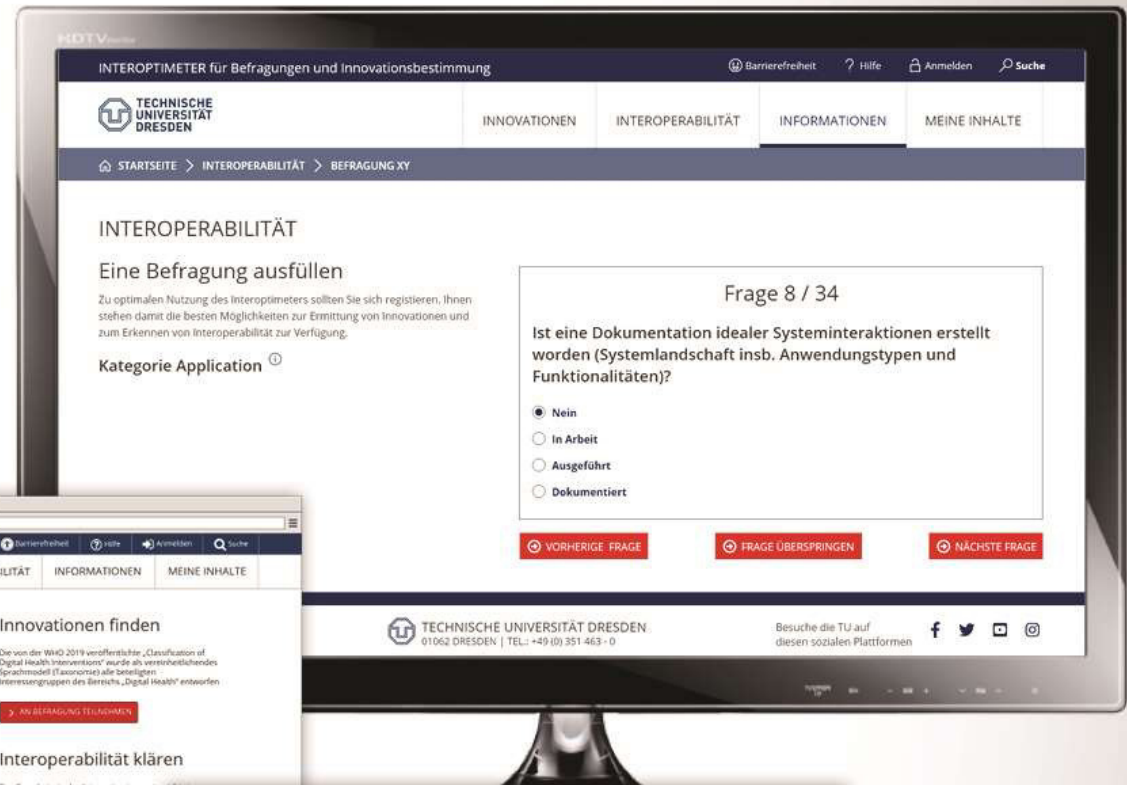 HDTV
INTEROPTIMETER für Befragungen und Innovationsbestimmung
Barrierefreiheit
Hilfe
Anmelden
Suche
TECHNISCHE
UNIVERSITÄT
DRESDEN
INNOVATIONEN
INTEROPERABILITÄT
INFORMATIONEN
MEINE INHALTE
STARTSEITE > INTEROPERABILITÄT > BEFRAGUNG XY
INTEROPERABILITÄT
Eine Befragung ausfüllen
Zu optimalen Nutzung des Interoptimeters sollten Sie sich registieren, Ihnen
stehen damit die besten Möglichkeiten zur Ermittung von Innovationen und
zum Erkennen von Interoperabilität zur Verfügung.
Kategorie Application
Frage 8 / 34
Ist eine Dokumentation idealer Systeminteraktionen erstellt
worden (Systemlandschaft insb. Anwendungstypen und
Funktionalitäten)?
Nein
In Arbeit
Ausgeführt
Dokumentiert
VORHERIGE FRAGE
FRAGE ÜBERSPRINGEN
NÄCHSTE FRAGE
TECHNISCHE UNIVERSITÄT DRESDEN
01062 DRESDEN | TEL.: +49 (0) 351 463 - 0
Besuche die TU auf
diesen sozialen Plattformen
Barrierefreiheit
Hilfe
Anmelden
Suche
ILITÄT
INFORMATIONEN
MEINE INHALTE
Innovationen finden
Die von der WHO 2019 veröffentlichte „Classification of
Digital Health Interventions" wurde als vereinheitlichendes
Sprachmodell (Taxonomie) alle beteiligten
Interessengruppen des Bereichs „Digital Health" entworfen
> AN BEFRAGUNG TEILNEHMEN
Interoperabilität klären